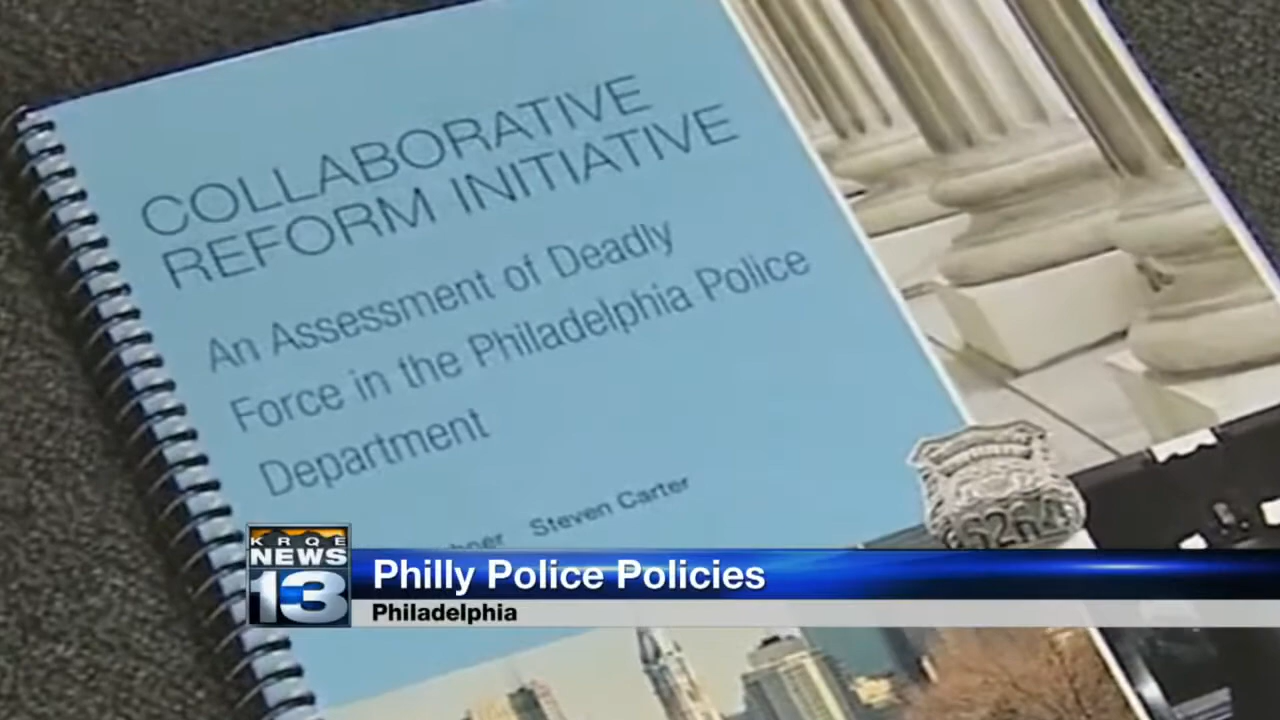 COLLABORATIVE
REFORM INITIATIVE
An Assessment of Deadly
Force in the Philadelphia Police
Department
Steven Carter
KRQE
NEWS
13
Philly Police Policies
Philadelphia